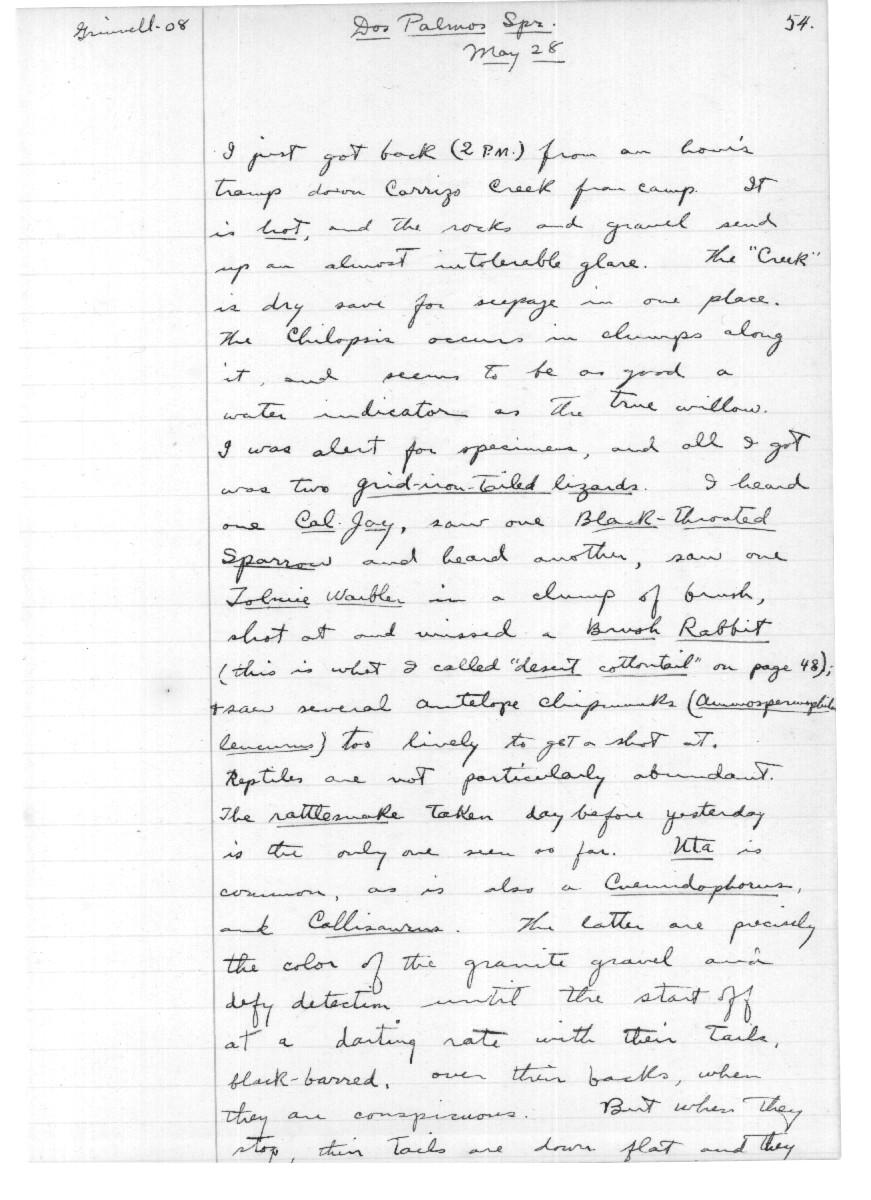 Grinnell-08
Dos Palmos Spr.
54.
May 28
I just got back (2 P.M.) from an hour's
tramp down Carrizo Creek from camp. It
is hot, and the rocks and gravel send
up an almost intolerable glare. The "Creek"
is dry save for seepage in one place.
The Chilopsis occurs in clumps along
it, and seems to be as good a
water indicator as the true willow.
I was alert for specimens, and all I got
was two grid-iron-tailed lizards. I heard
one Cal. Jay, saw one Black-throated
Sparrow and heard another, saw one
Tolmie Warbler in a clump of brush,
shot at and missed a Brush Rabbit
(this is what I called "desert cottontail" on page 48);
+ saw several antelope chipmunks (Ammospermophilus
leucurus) too lively to get a shot at.
Reptiles are not particularly abundant.
The rattlesnake taken day before yesterday
is the only one seen so far. Uta is
common, as is also a Cnemidophorus,
and Callisaurus. The latter are precisely
the color of the granite gravel and
defy detection until the start off
at a darting rate with their tails,
black-barred, over their backs, when
they are conspicuous. But when they
stop, their tails are down flat and they